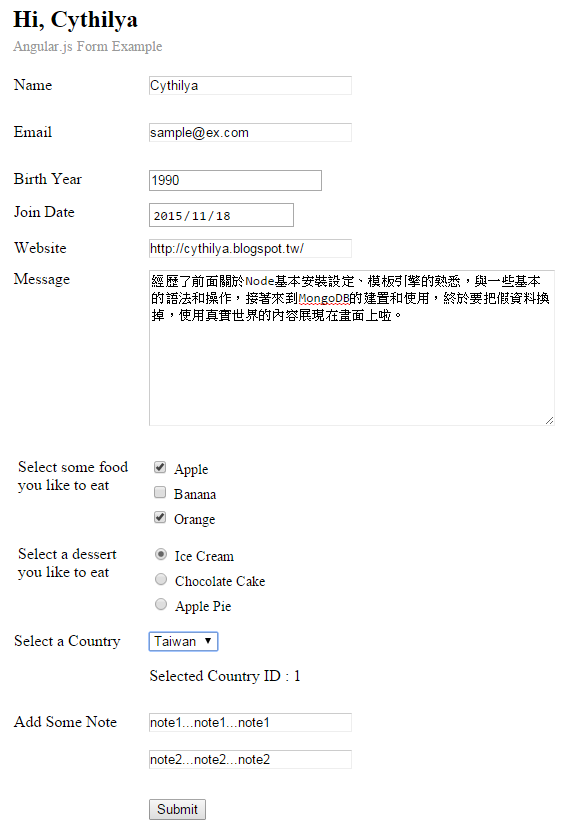 Hi, Cythilya
Angular.js Form Example
Name Cythilya
Email sample@ex.com
Birth Year 1990
Join Date 2015/11/18
Website http://cythilya.blogspot.tw/
Message 經歷了前面關於Node基本安裝設定、模板引擎的熟悉，與一些基本
的語法和操作，接著來到MongoDB的建置和使用，終於要把假資料換
掉，使用真實世界的內容展現在畫面上啦。
Select some food
you like to eat
Apple
Banana
Orange
Select a dessert
you like to eat
Ice Cream
Chocolate Cake
Apple Pie
Select a Country Taiwan
Selected Country ID : 1
Add Some Note note1...note1...note1
note2...note2...note2
Submit